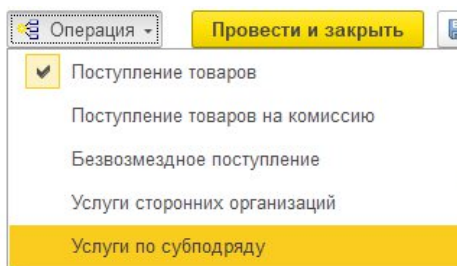 Операция
Провести и закрыть
Поступление товаров
Поступление товаров на комиссию
Безвозмездное поступление
Услуги сторонних организаций
Услуги по субподряду